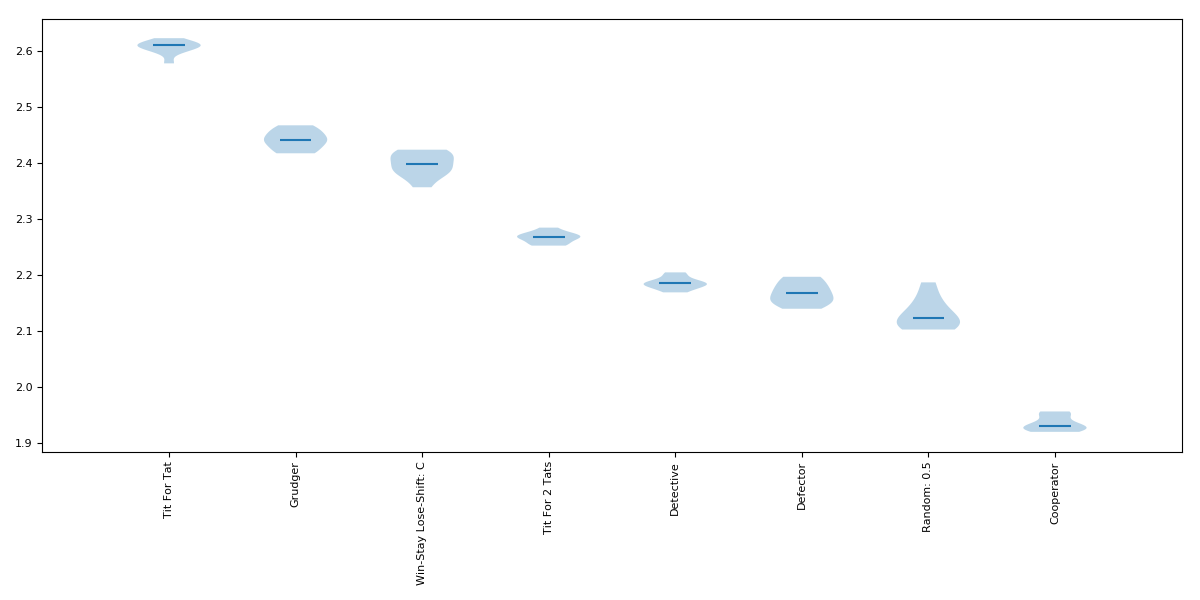 2.6
2.5
2.4
2.3
2.2
2.1
2.0
1.9
Tit For Tat
Grudger
Win-Stay Lose-Shift: C
Tit For 2 Tats
Detective
Defector
Random: 0.5
Cooperator